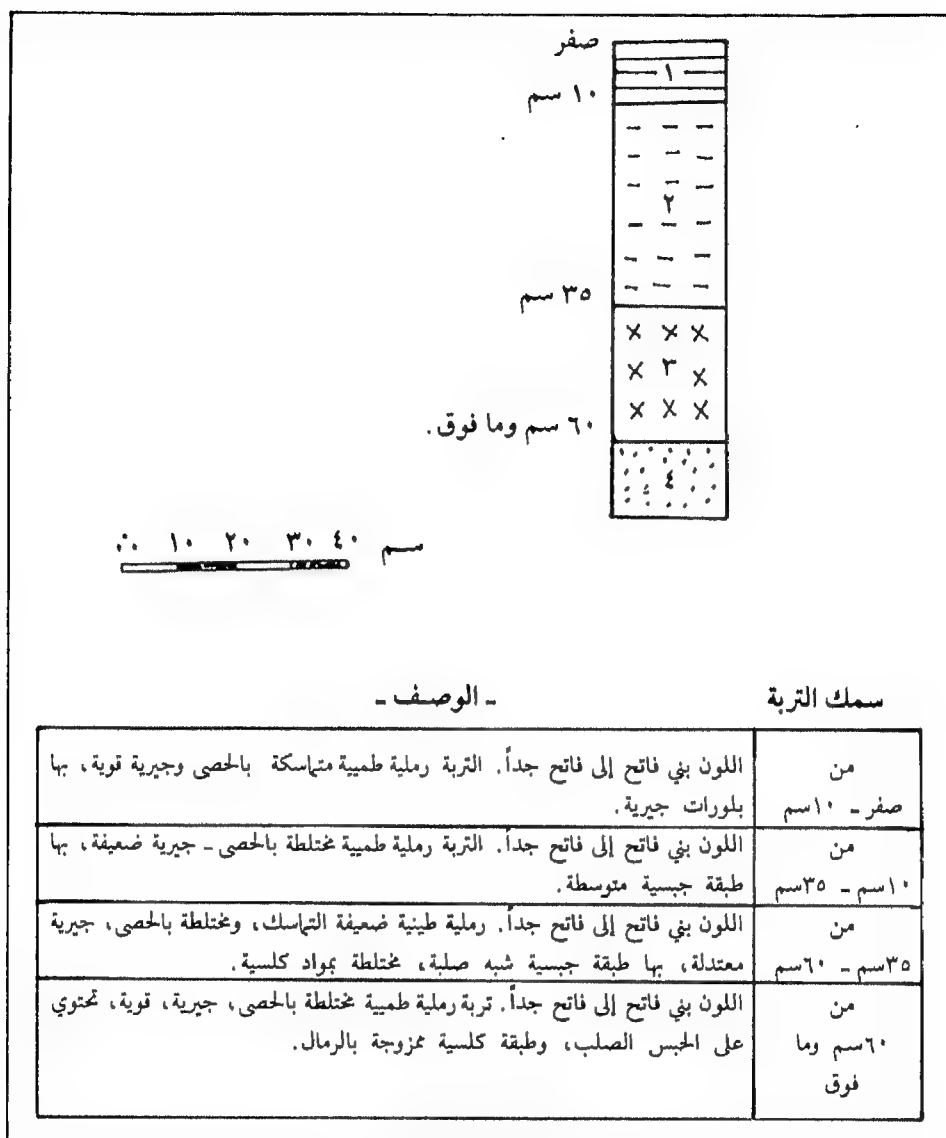 صفر
١
١٠ سم
٢
٣٥ سم
٣
٦٠ سم وما فوق.
٤
٠٠ ١٠ ٢٠ ٣٠ ٤٠ سم
سمك التربة - الوصف -
من
صفر - ١٠سم
اللون بني فاتح إلى فاتح جداً. التربة رملية طميية متماسكة بالحصى وجيرية قوية، بها
بلورات جيرية.
من
١٠سم - ٣٥سم
اللون بني فاتح إلى فاتح جداً. التربة رملية طميية مختلطة بالحصى - جيرية ضعيفة، بها
طبقة جبسية متوسطة.
من
٣٥سم - ٦٠سم
اللون بني فاتح إلى فاتح جداً. رملية طينية ضعيفة التماسك، ومختلطة بالحصى، جيرية
معتدلة، بها طبقة جبسية شبه صلبة، مختلطة بمواد كلسية.
من
٦٠سم وما
فوق
اللون بني فاتح إلى فاتح جداً. تربة رملية طميية مختلطة بالحصى، جيرية، قوية، تحتوي
على الجبس الصلب، وطبقة كلسية ممزوجة بالرمال.